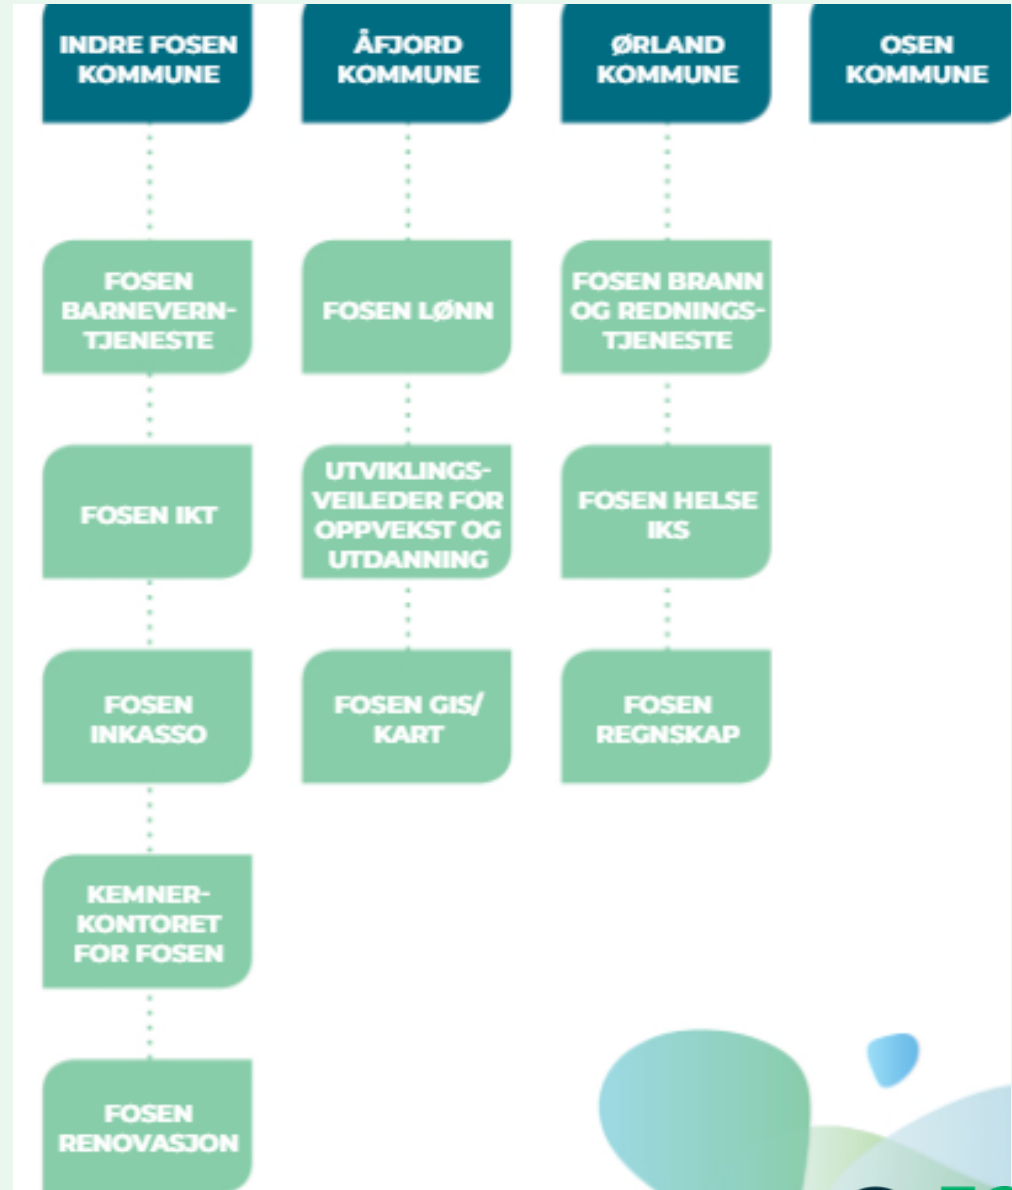 INDRE FOSEN
KOMMUNE
ÅFJORD
KOMMUNE
ØRLAND
KOMMUNE
OSEN
KOMMUNE
FOSEN
BARNEVERN-
TJENESTE
FOSEN LØNN
FOSEN BRANN
OG REDNINGS-
TJENESTE
FOSEN IKT
UTVIKLINGS-
VEILEDER FOR
OPPVEKST OG
UTDANNING
FOSEN HELSE
IKS
FOSEN
INKASSO
FOSEN GIS/
KART
FOSEN
REGNSKAP
KEMNER-
KONTORET
FOR FOSEN
FOSEN
RENOVASJON